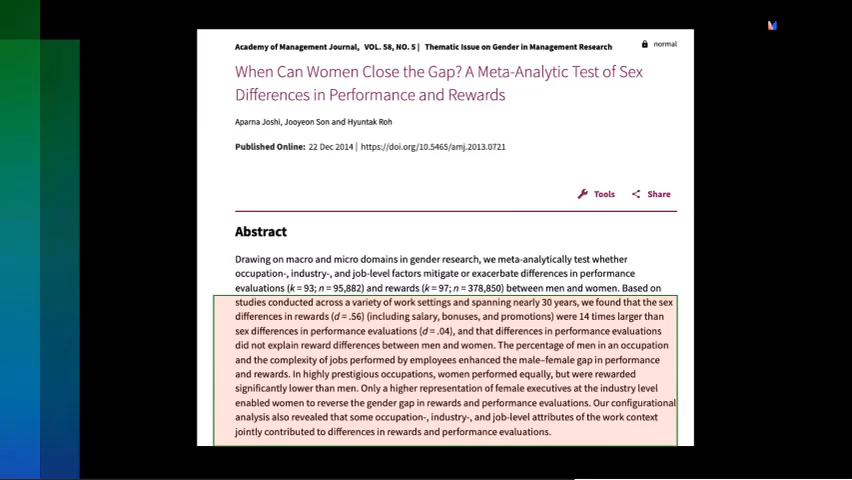 Academy of Management Journal, VOL. 58, NO. 5 | Thematic Issue on Gender in Management Research
normal
When Can Women Close the Gap? A Meta-Analytic Test of Sex
Differences in Performance and Rewards
Aparna Joshi, Jooyeon Son and Hyuntak Roh
Published Online: 22 Dec 2014 | https://doi.org/10.5465/amj.2013.0721
Tools Share
Abstract
Drawing on macro and micro domains in gender research, we meta-analytically test whether
occupation-, industry-, and job-level factors mitigate or exacerbate differences in performance
evaluations (k = 93; n = 95,882) and rewards (k = 97; n = 378,850) between men and women. Based on
studies conducted across a variety of work settings and spanning nearly 30 years, we found that the sex
differences in rewards (d = .56) (including salary, bonuses, and promotions) were 14 times larger than
sex differences in performance evaluations (d = .04), and that differences in performance evaluations
did not explain reward differences between men and women. The percentage of men in an occupation
and the complexity of jobs performed by employees enhanced the male–female gap in performance
and rewards. In highly prestigious occupations, women performed equally, but were rewarded
significantly lower than men. Only a higher representation of female executives at the industry level
enabled women to reverse the gender gap in rewards and performance evaluations. Our configurational
analysis also revealed that some occupation-, industry-, and job-level attributes of the work context
jointly contributed to differences in rewards and performance evaluations.